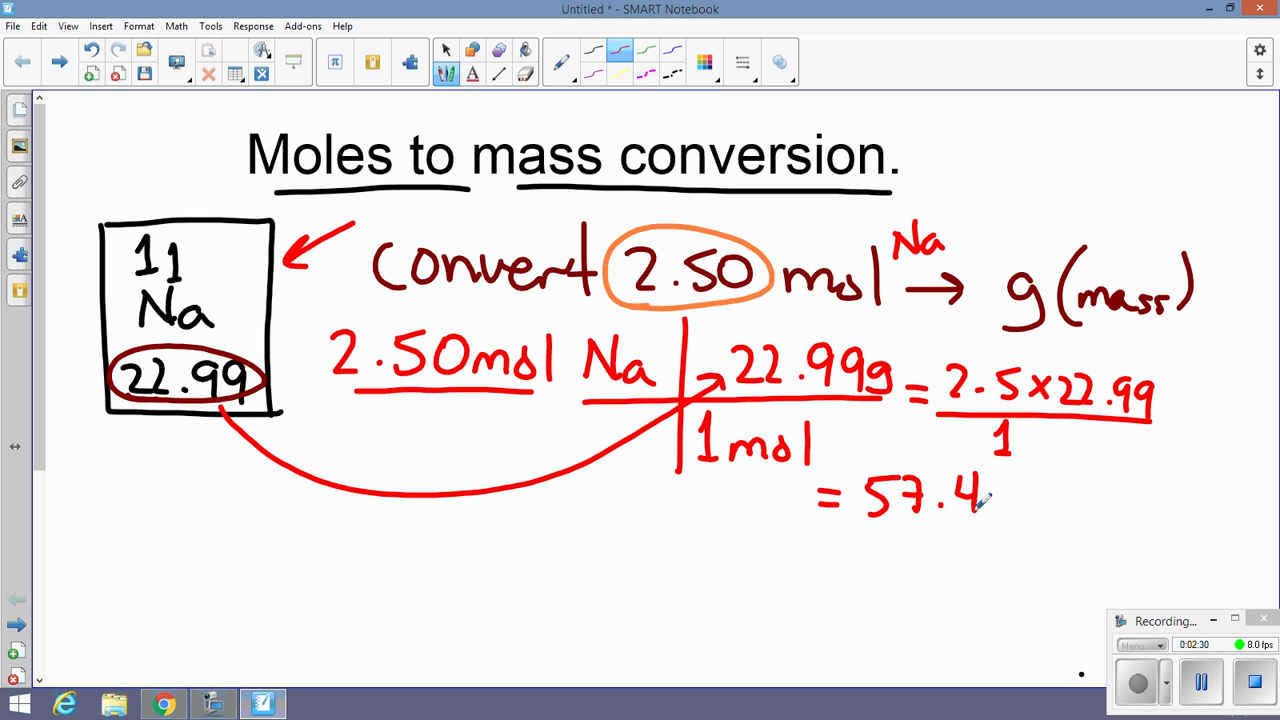 Untitled * - SMART Notebook
File Edit View Insert Format Math Tools Response Add-ons Help
Moles to mass conversion.
11
Na
22.99
Convert 2.50 mol Na → g (mass)
2.50mol Na | 22.99g = 2.5 x 22.99
1 mol 1
= 57.4
Recording...
Menu 0:02:30 8.0 fps